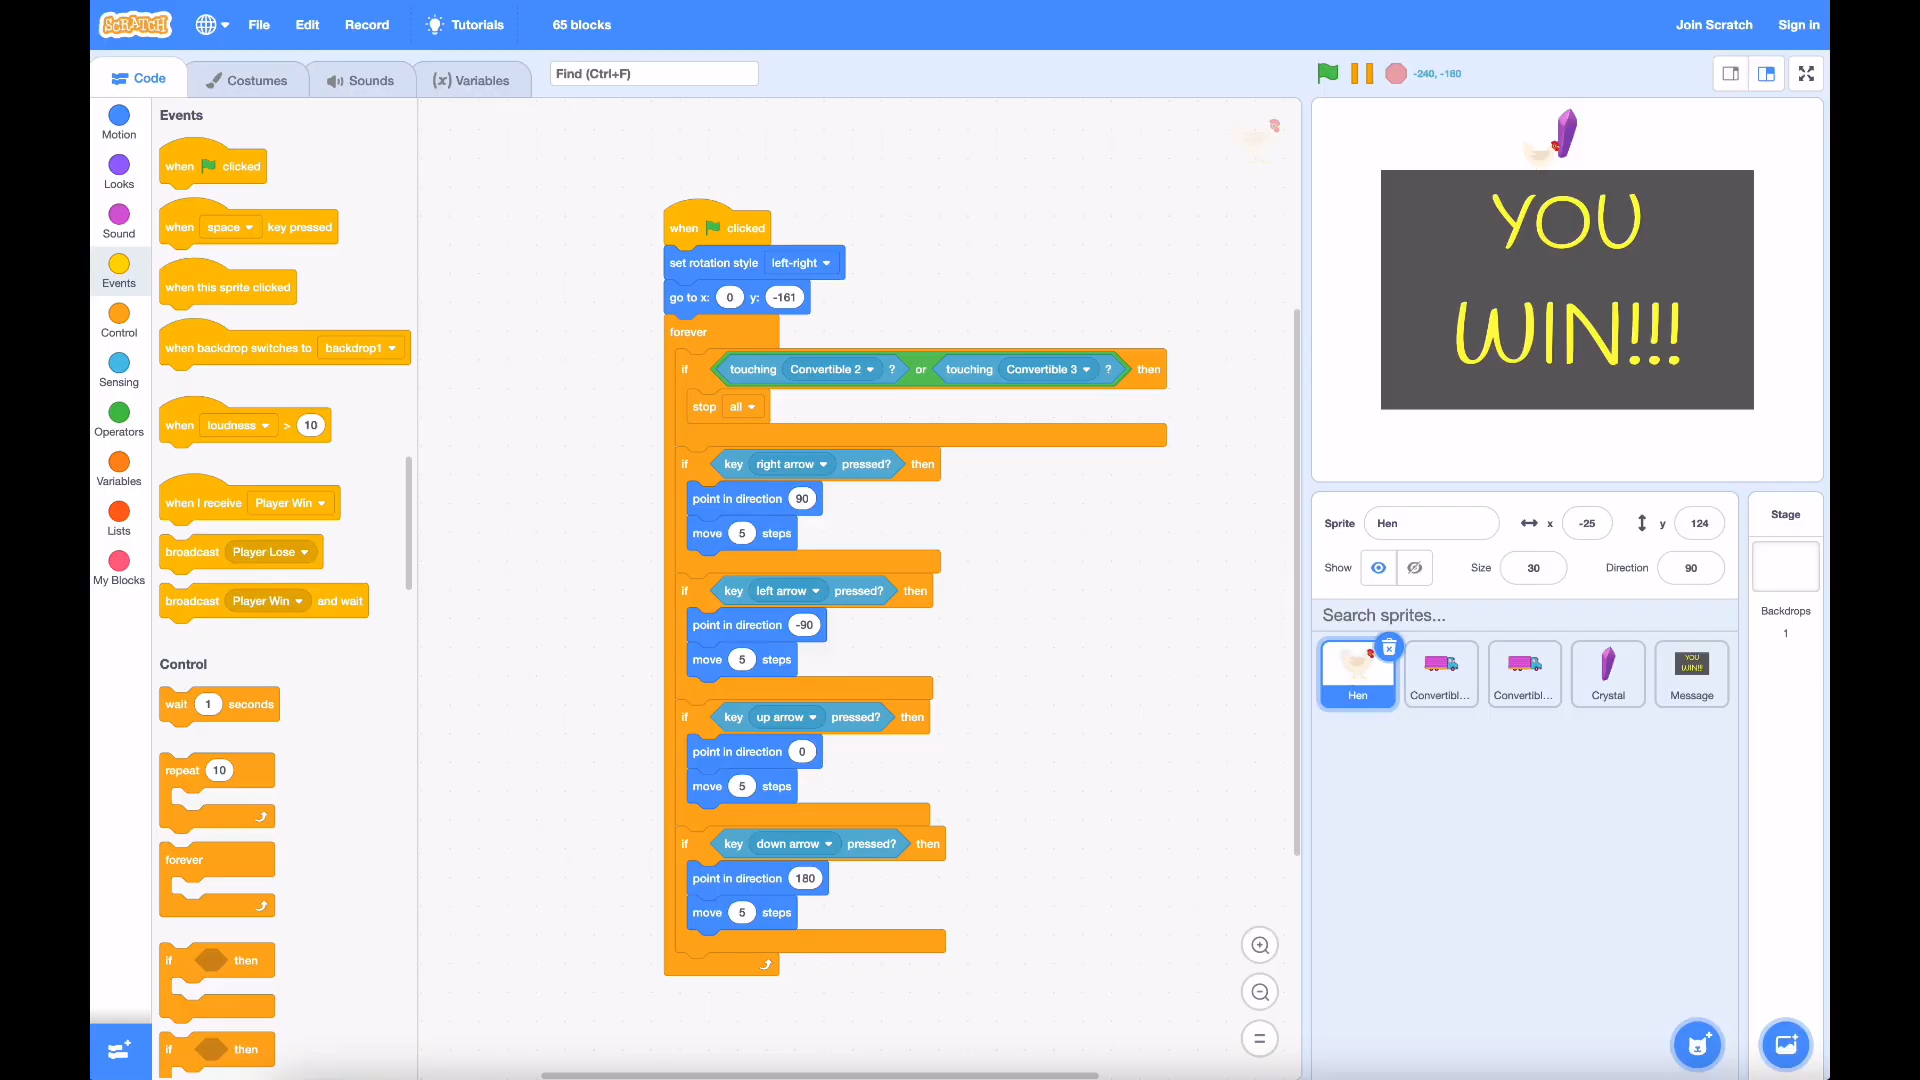 SCRATCH
File Edit Record Tutorials 65 blocks Join Scratch Sign in
Code Costumes Sounds (x) Variables Find (Ctrl+F) -240, -180
Motion
Looks
Sound
Events
Control
Sensing
Operators
Variables
Lists
My Blocks
Events
when clicked
when space key pressed
when this sprite clicked
when backdrop switches to backdrop1
when loudness > 10
when I receive Player Win
broadcast Player Lose
broadcast Player Win and wait
Control
wait 1 seconds
repeat 10
forever
if then
if then
when clicked
set rotation style left-right
go to x: 0 y: -161
forever
if touching Convertible 2 ? or touching Convertible 3 ? then
stop all
if key right arrow pressed? then
point in direction 90
move 5 steps
if key left arrow pressed? then
point in direction -90
move 5 steps
if key up arrow pressed? then
point in direction 0
move 5 steps
if key down arrow pressed? then
point in direction 180
move 5 steps
=
YOU
WIN!!!
Sprite Hen x -25 y 124
Show Size 30 Direction 90
Search sprites...
YOU
WIN!!!
Hen Convertibl... Convertibl... Crystal Message
Stage
Backdrops
1